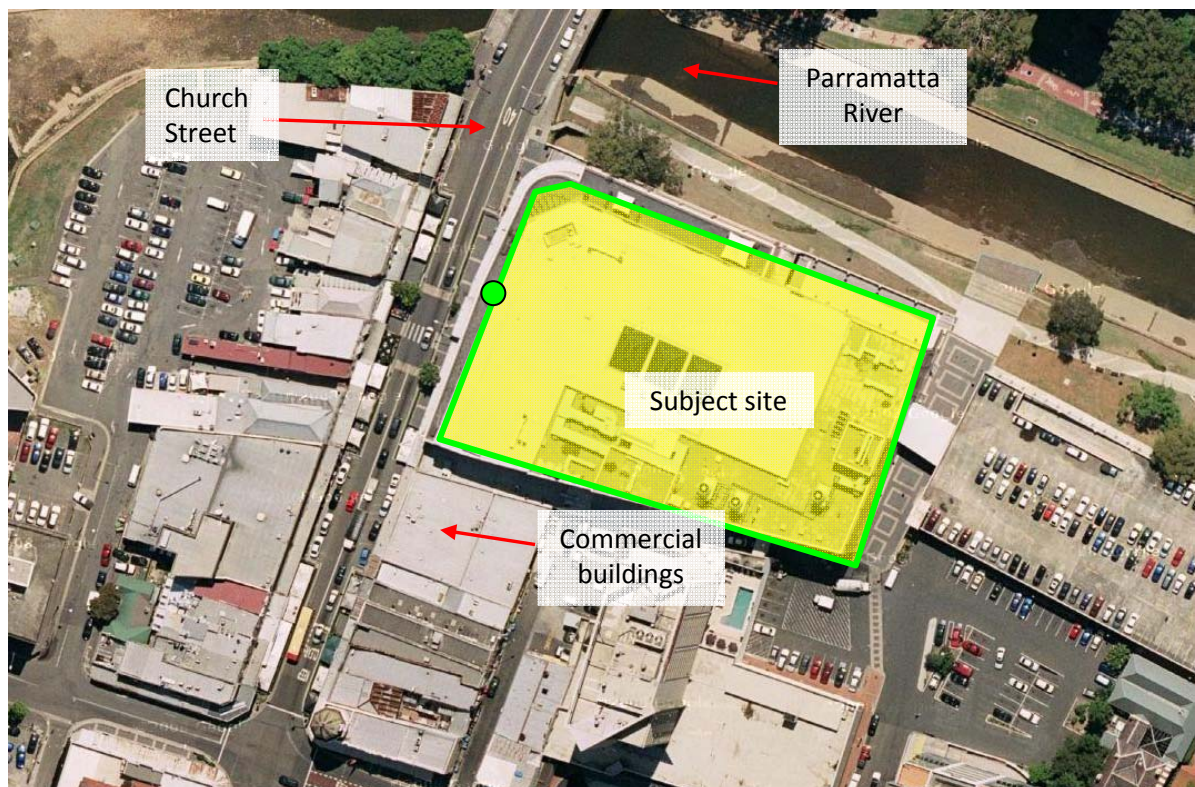 Church
Street
Parramatta
River
Subject site
Commercial
buildings